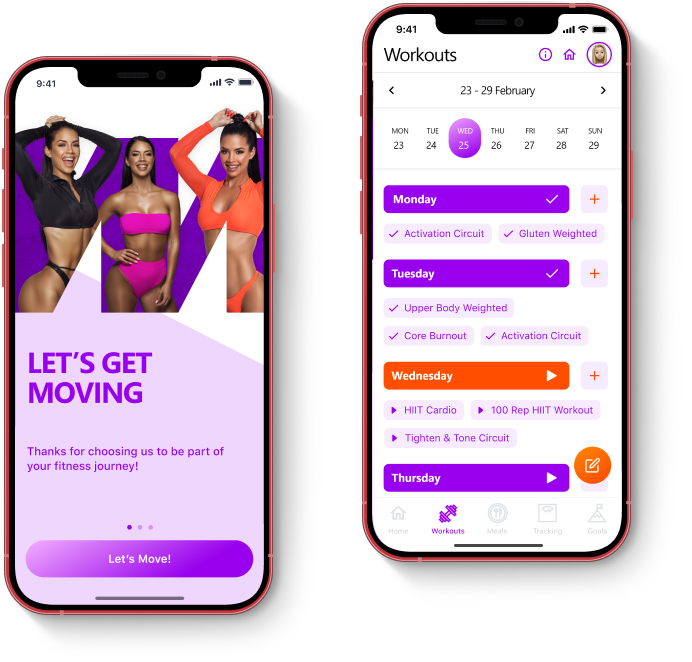 9:41
LET'S GET
MOVING
Thanks for choosing us to be part of
your fitness journey!
Let's Move!
9:41
Workouts
23 - 29 February
MON TUE WED THU FRI SAT SUN
23 24 25 26 27 28 29
Monday
Activation Circuit Gluten Weighted
Tuesday
Upper Body Weighted
Core Burnout Activation Circuit
Wednesday
HIIT Cardio 100 Rep HIIT Workout
Tighten & Tone Circuit
Thursday
Home Workouts Meals Tracking Goals